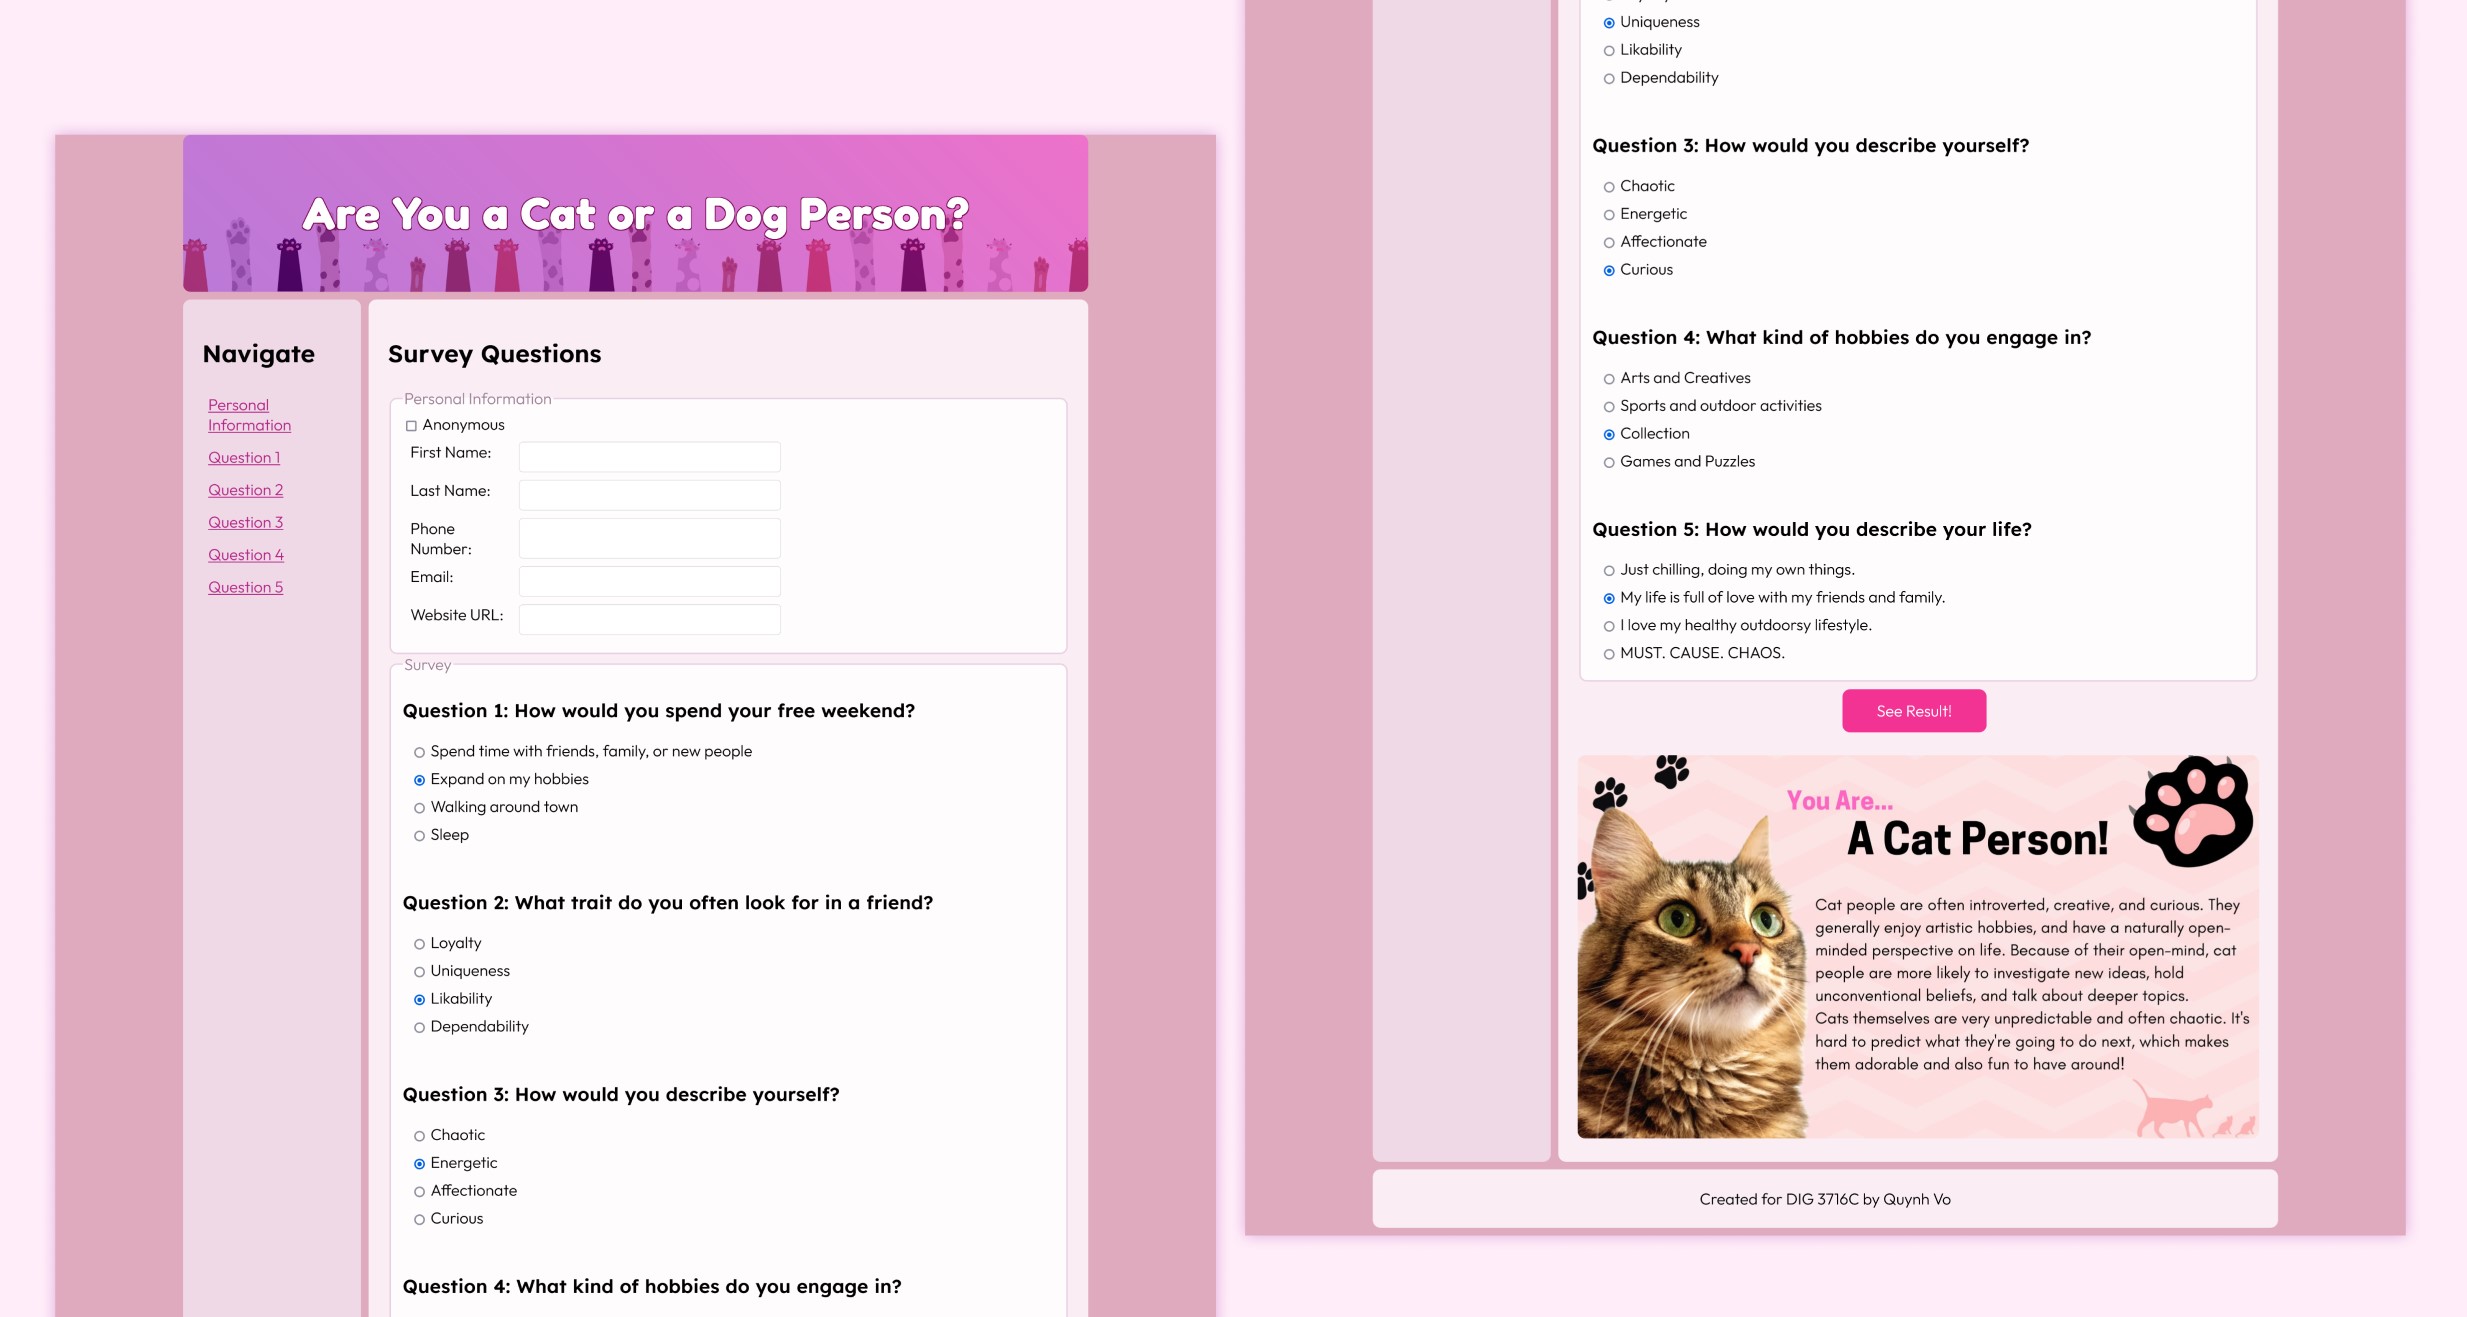 Are You a Cat or a Dog Person?
Navigate
Personal
Information
Question 1
Question 2
Question 3
Question 4
Question 5
Survey Questions
Personal Information
Anonymous
First Name:
Last Name:
Phone
Number:
Email:
Website URL:
Survey
Question 1: How would you spend your free weekend?
Spend time with friends, family, or new people
Expand on my hobbies
Walking around town
Sleep
Question 2: What trait do you often look for in a friend?
Loyalty
Uniqueness
Likability
Dependability
Question 3: How would you describe yourself?
Chaotic
Energetic
Affectionate
Curious
Question 4: What kind of hobbies do you engage in?
Uniqueness
Likability
Dependability
Question 3: How would you describe yourself?
Chaotic
Energetic
Affectionate
Curious
Question 4: What kind of hobbies do you engage in?
Arts and Creatives
Sports and outdoor activities
Collection
Games and Puzzles
Question 5: How would you describe your life?
Just chilling, doing my own things.
My life is full of love with my friends and family.
I love my healthy outdoorsy lifestyle.
MUST. CAUSE. CHAOS.
See Result!
You Are...
A Cat Person!
Cat people are often introverted, creative, and curious. They
generally enjoy artistic hobbies, and have a naturally open-
minded perspective on life. Because of their open-mind, cat
people are more likely to investigate new ideas, hold
unconventional beliefs, and talk about deeper topics.
Cats themselves are very unpredictable and often chaotic. It's
hard to predict what they're going to do next, which makes
them adorable and also fun to have around!
Created for DIG 3716C by Quynh Vo